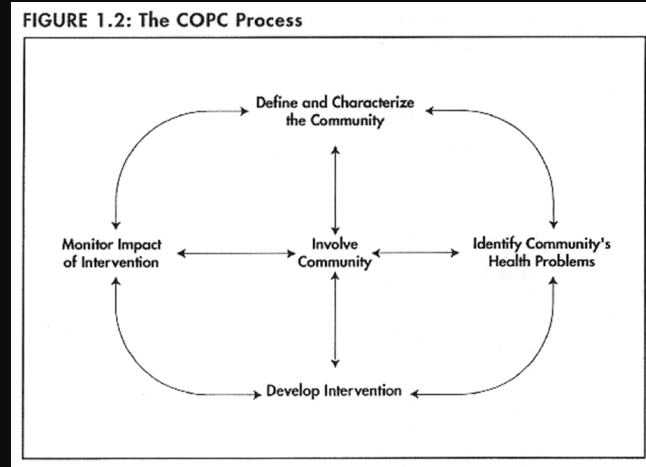 FIGURE 1.2: The COPC Process
Define and Characterize
the Community
Monitor Impact
of Intervention
Involve
Community
Identify Community's
Health Problems
Develop Intervention